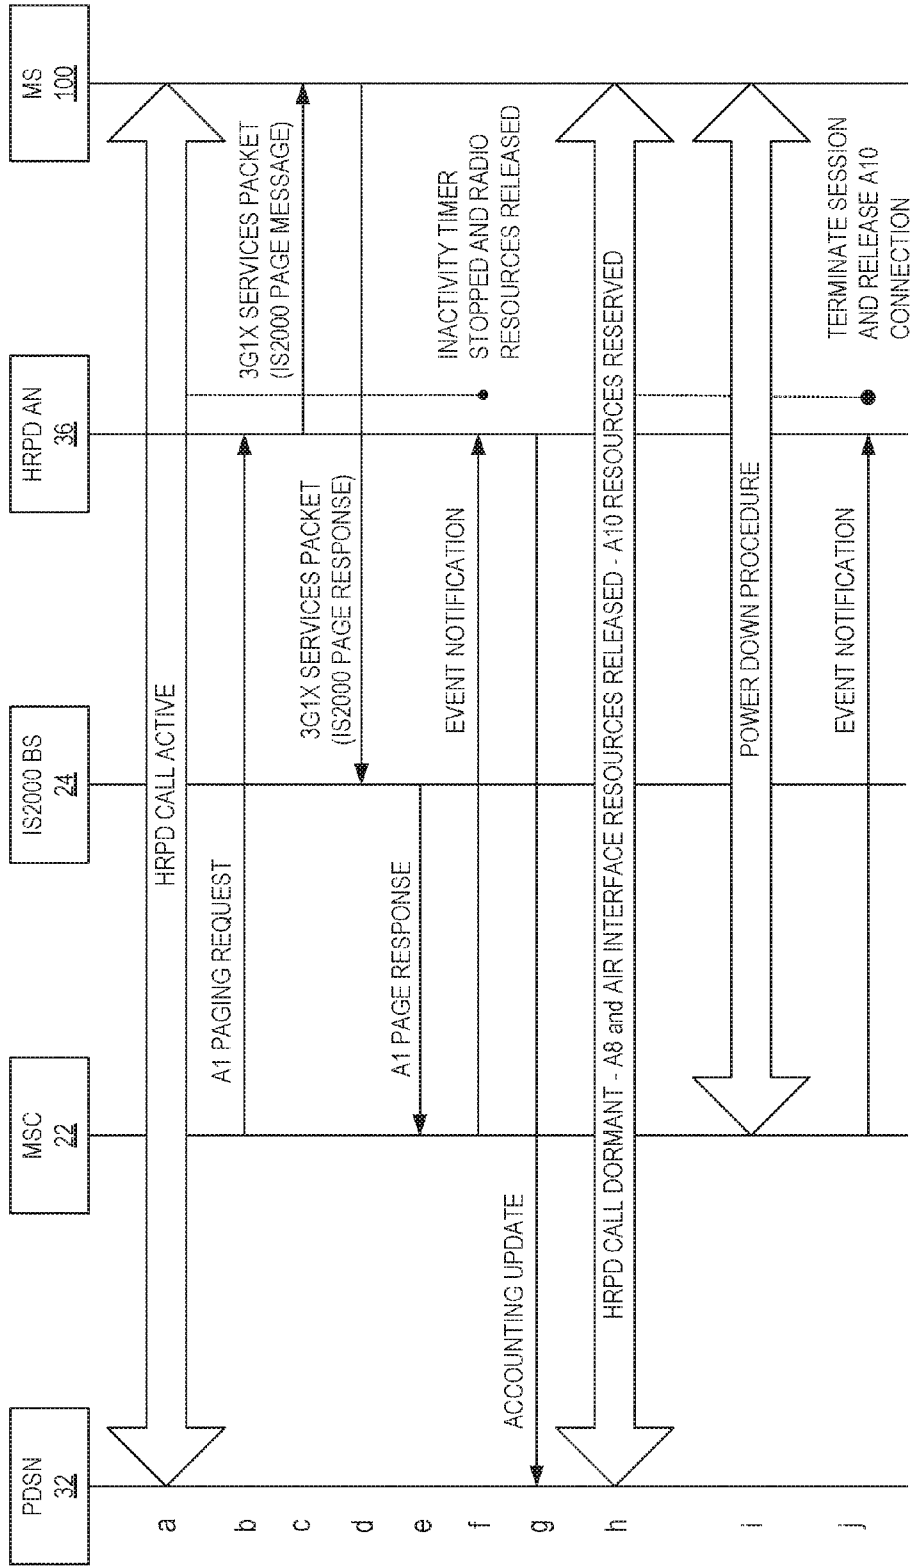 PDSN
32
MSC
22
IS2000 BS
24
HRPD AN
36
MS
100
a
HRPD CALL ACTIVE
b
A1 PAGING REQUEST
c
3G1X SERVICES PACKET
(IS2000 PAGE MESSAGE)
d
3G1X SERVICES PACKET
(IS2000 PAGE RESPONSE)
e
A1 PAGE RESPONSE
f
EVENT NOTIFICATION
INACTIVITY TIMER
STOPPED AND RADIO
RESOURCES RELEASED
g
ACCOUNTING UPDATE
h
HRPD CALL DORMANT - A8 and AIR INTERFACE RESOURCES RELEASED - A10 RESOURCES RESERVED
i
POWER DOWN PROCEDURE
j
EVENT NOTIFICATION
TERMINATE SESSION
AND RELEASE A10
CONNECTION